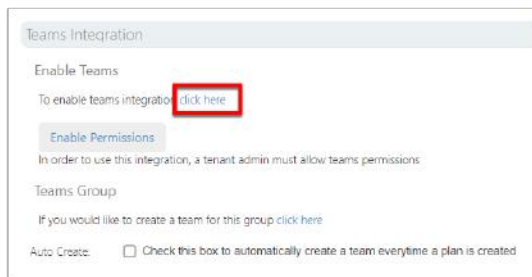 Teams Integration
Enable Teams
To enable teams integration click here
Enable Permissions
In order to use this integration, a tenant admin must allow teams permissions
Teams Group
If you would like to create a team for this group click here
Auto Create: Check this box to automatically create a team everytime a plan is created